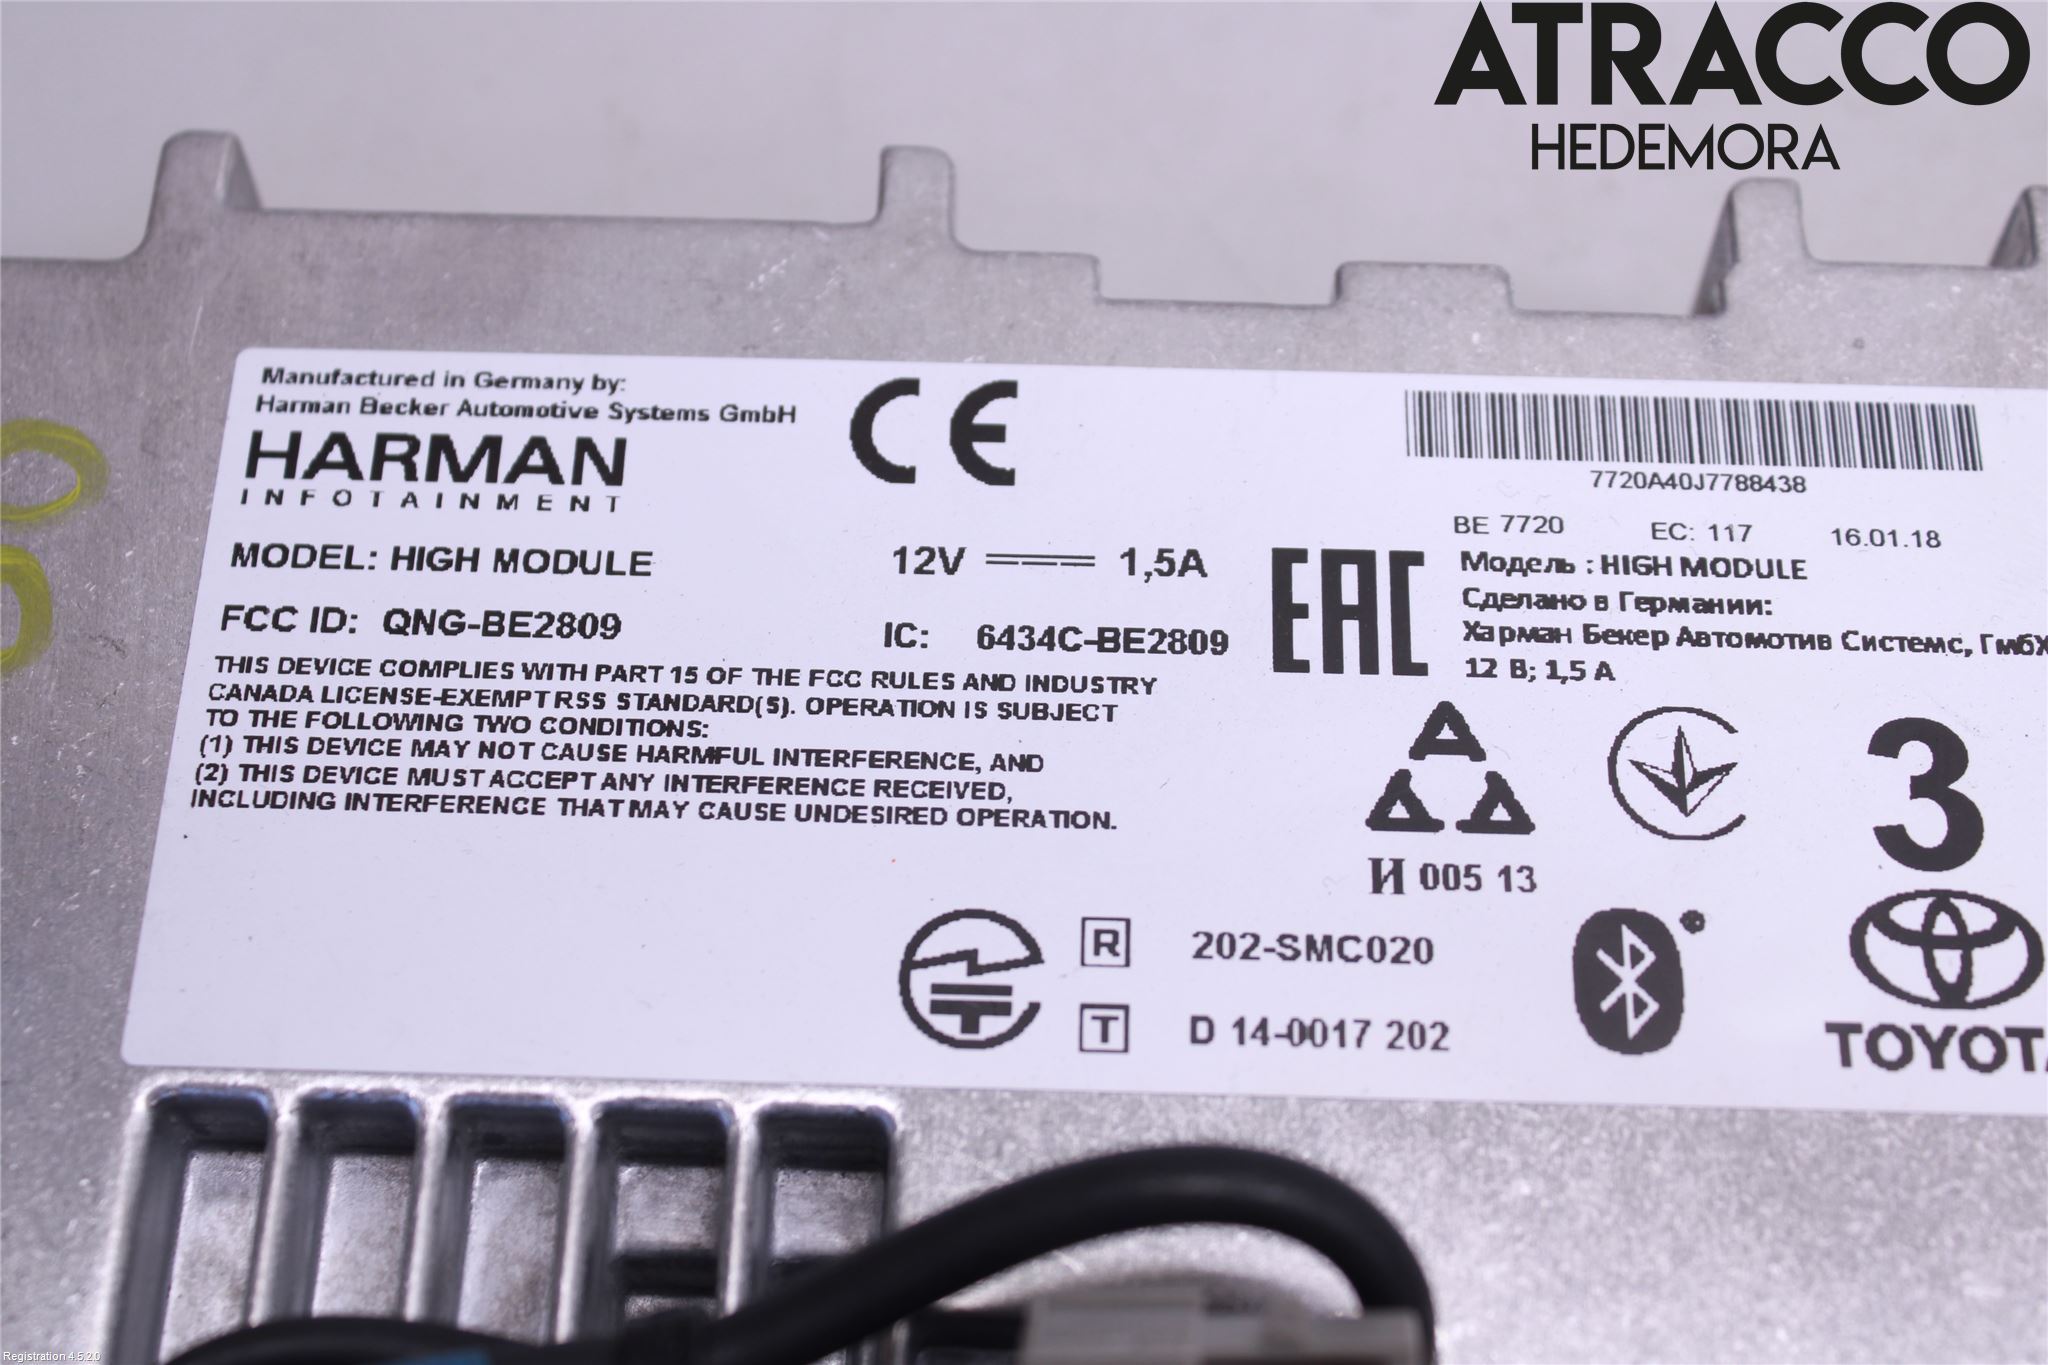 ATRACCO
HEDEMORA
Manufactured in Germany by:
Harman Becker Automotive Systems GmbH
HARMAN
INFOTAINMENT
MODEL: HIGH MODULE
12V 1,5A
FCC ID: QNG-BE2809
IC: 6434C-BE2809
THIS DEVICE COMPLIES WITH PART 15 OF THE FCC RULES AND INDUSTRY
CANADA LICENSE-EXEMPT RSS STANDARD(S). OPERATION IS SUBJECT
TO THE FOLLOWING TWO CONDITIONS:
(1) THIS DEVICE MAY NOT CAUSE HARMFUL INTERFERENCE, AND
(2) THIS DEVICE MUST ACCEPT ANY INTERFERENCE RECEIVED,
INCLUDING INTERFERENCE THAT MAY CAUSE UNDESIRED OPERATION.
CE
7720A40J7788438
BE 7720 EC: 117 16.01.18
EAC
Модель : HIGH MODULE
Сделано в Германии:
Харман Бекер Автомотив Системс, ГмбХ
12 В; 1,5 А
3
И 005 13
R 202-SMC020
T D 14-0017 202
TOYOTA
Registration 4.5.2.0